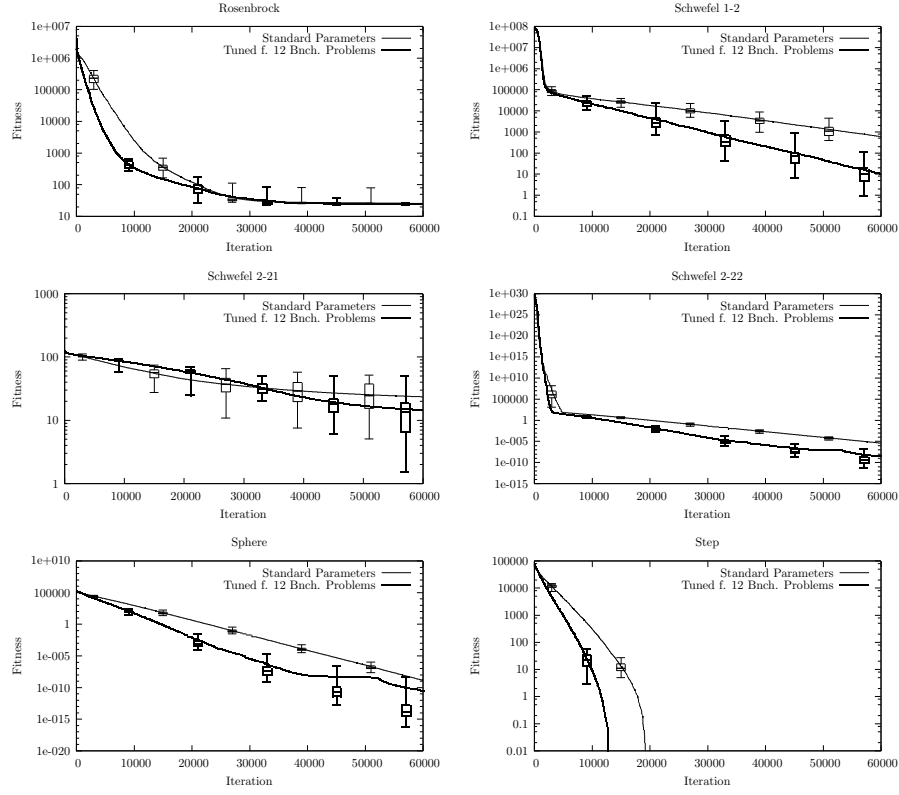 Rosenbrock
1e+007
1e+006
100000
10000
1000
100
10
Fitness
Standard Parameters
Tuned f. 12 Bnch. Problems
0 10000 20000 30000 40000 50000 60000
Iteration
Schwefel 1-2
1e+008
1e+007
1e+006
100000
10000
1000
100
10
1
0.1
Fitness
Standard Parameters
Tuned f. 12 Bnch. Problems
0 10000 20000 30000 40000 50000 60000
Iteration
Schwefel 2-21
1000
100
10
1
Fitness
Standard Parameters
Tuned f. 12 Bnch. Problems
0 10000 20000 30000 40000 50000 60000
Iteration
Schwefel 2-22
1e+030
1e+025
1e+020
1e+015
1e+010
100000
1
1e-005
1e-010
1e-015
Fitness
Standard Parameters
Tuned f. 12 Bnch. Problems
0 10000 20000 30000 40000 50000 60000
Iteration
Sphere
1e+010
100000
1
1e-005
1e-010
1e-015
1e-020
Fitness
Standard Parameters
Tuned f. 12 Bnch. Problems
0 10000 20000 30000 40000 50000 60000
Iteration
Step
100000
10000
1000
100
10
1
0.1
0.01
Fitness
Standard Parameters
Tuned f. 12 Bnch. Problems
0 10000 20000 30000 40000 50000 60000
Iteration